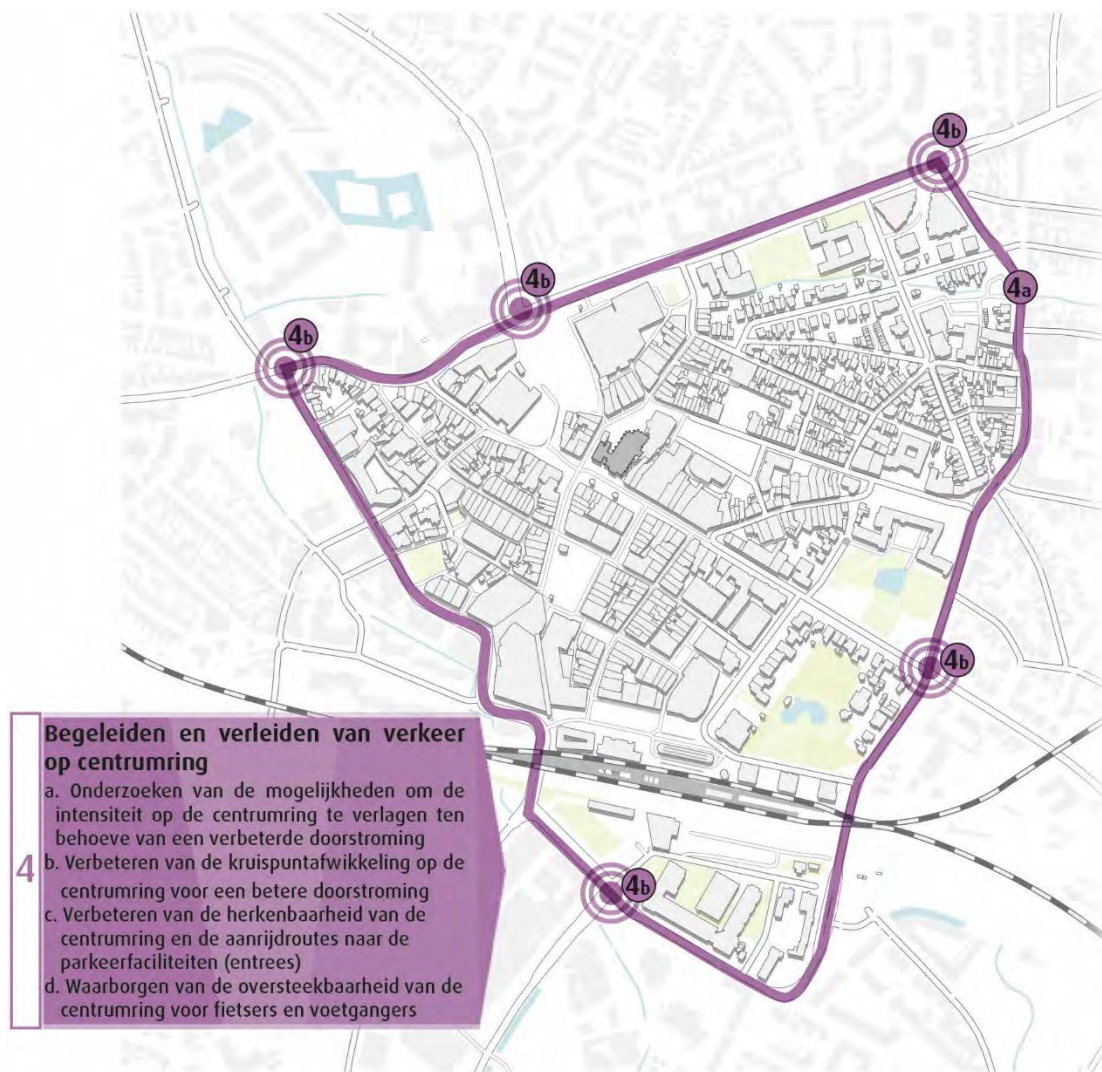 4b
4b
4a
4b
4b
4b
Begeleiden en verleiden van verkeer
op centrumring
a. Onderzoeken van de mogelijkheden om de
intensiteit op de centrumring te verlagen ten
behoeve van een verbeterde doorstroming
b. Verbeteren van de kruispuntafwikkeling op de
centrumring voor een betere doorstroming
c. Verbeteren van de herkenbaarheid van de
centrumring en de aanrijdroutes naar de
parkeerfaciliteiten (entrees)
d. Waarborgen van de oversteekbaarheid van de
centrumring voor fietsers en voetgangers
4